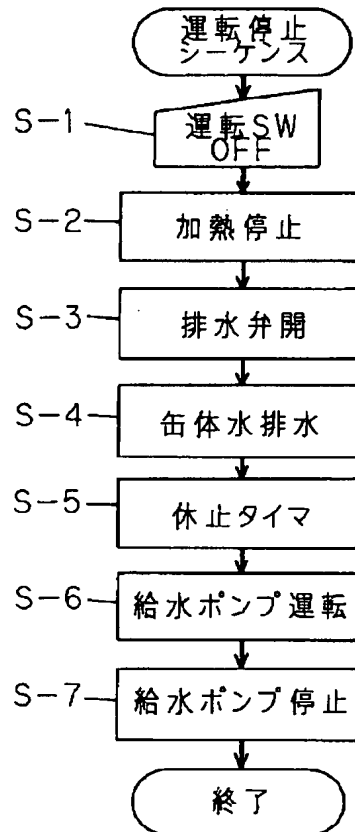 運転停止
シーケンス
S-1
運転SW
OFF
S-2
加熱停止
S-3
排水弁開
S-4
缶体水排水
S-5
休止タイマ
S-6
給水ポンプ運転
S-7
給水ポンプ停止
終了